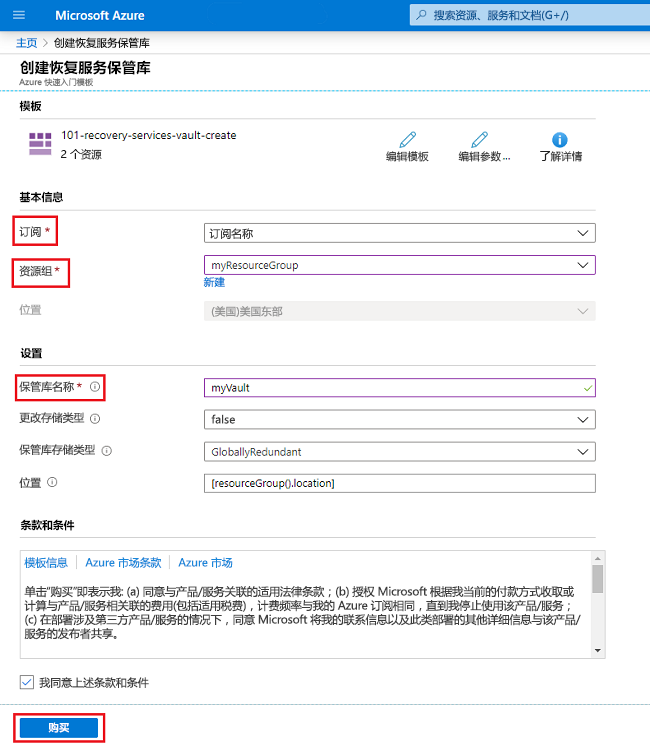 Microsoft Azure
搜索资源、服务和文档(G+/)
主页 > 创建恢复服务保管库
创建恢复服务保管库
Azure 快速入门模板
模板
101-recovery-services-vault-create
2 个资源
编辑模板 编辑参数... 了解详情
基本信息
订阅 * 订阅名称
资源组 * myResourceGroup
新建
位置 (美国)美国东部
设置
保管库名称 * myVault
更改存储类型 false
保管库存储类型 GloballyRedundant
位置 [resourceGroup().location]
条款和条件
模板信息 | Azure 市场条款 | Azure 市场
单击"购买"即表示我: (a) 同意与产品/服务关联的适用法律条款；(b) 授权 Microsoft 根据我当前的付款方式收取或
计算与产品/服务相关联的费用(包括适用税费)，计费频率与我的 Azure 订阅相同，直到我停止使用该产品/服务；
(c) 在部署涉及第三方产品/服务的情况下，同意 Microsoft 将我的联系信息以及此类部署的其他详细信息与该产品/
服务的发布者共享。
我同意上述条款和条件
购买